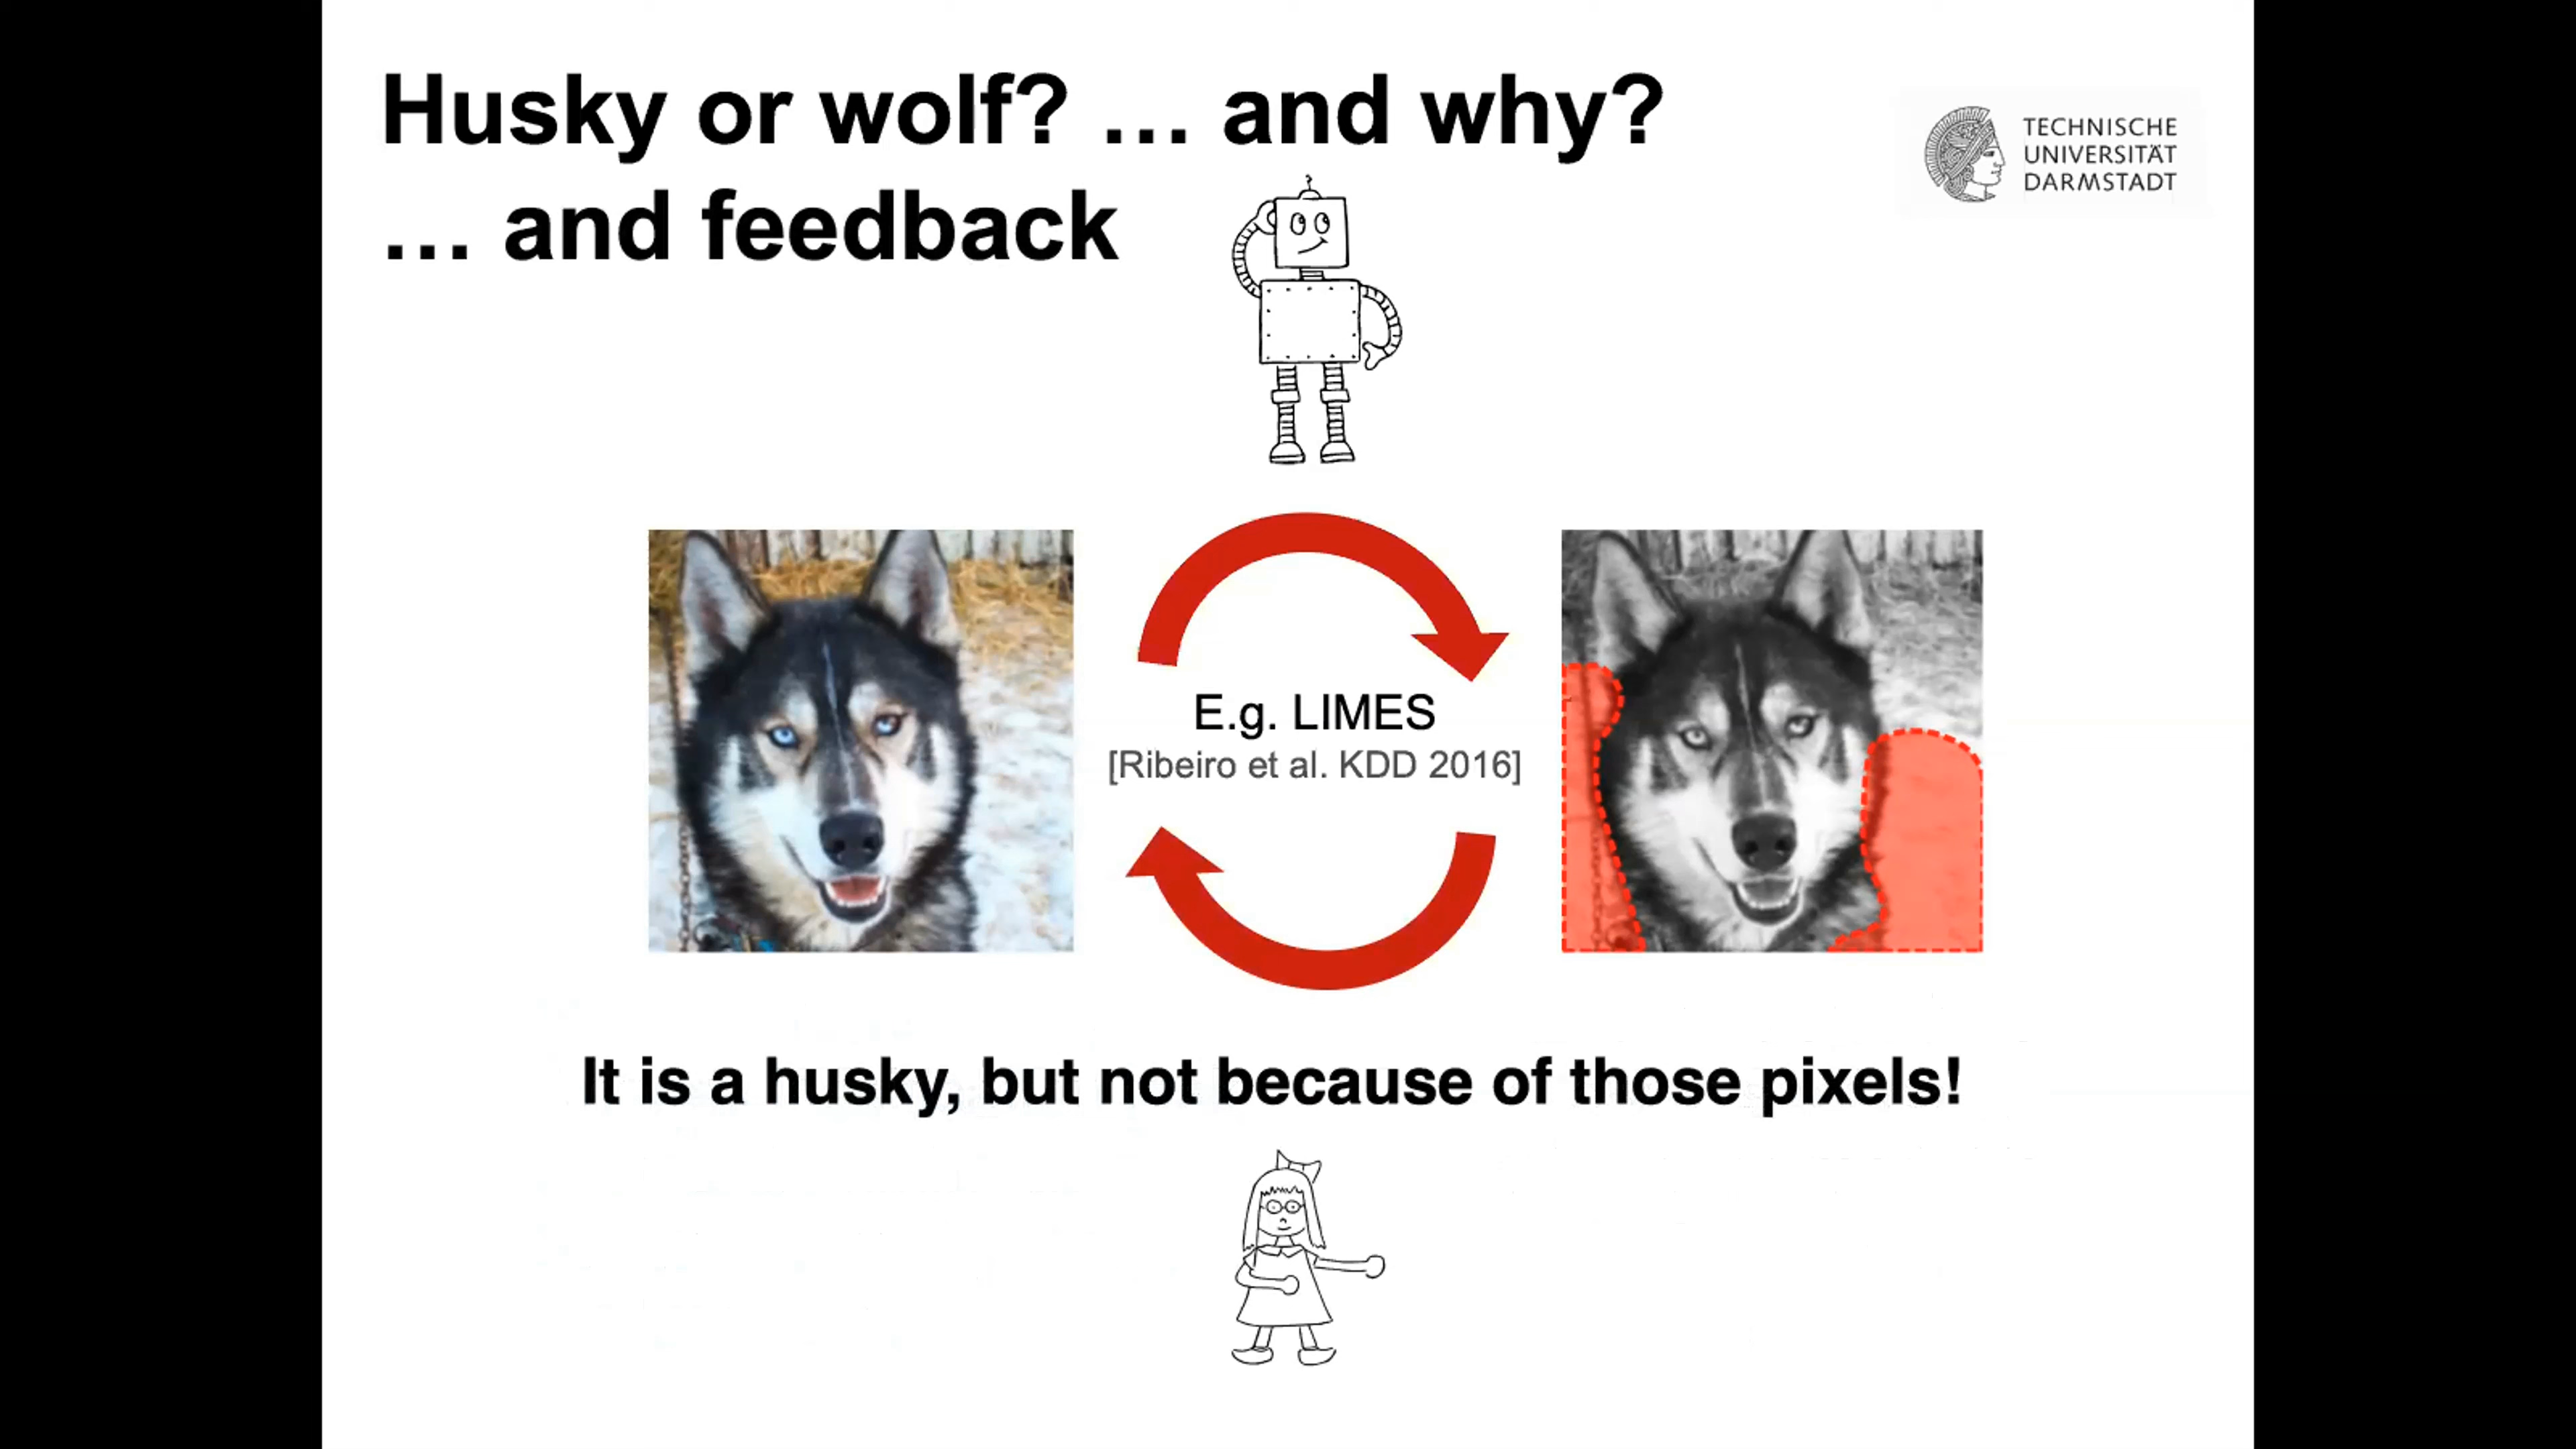 Husky or wolf? … and why?
… and feedback
TECHNISCHE
UNIVERSITÄT
DARMSTADT
E.g. LIMES
[Ribeiro et al. KDD 2016]
It is a husky, but not because of those pixels!